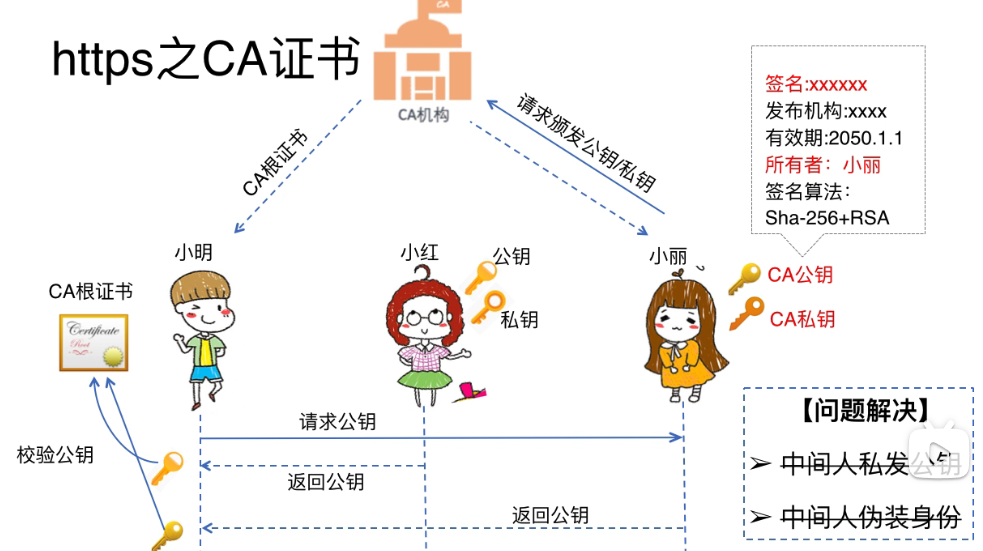 CA
https之CA证书
CA机构
请求颁发公钥/私钥
CA根证书
签名:xxxxxx
发布机构:xxxx
有效期:2050.1.1
所有者：小丽
签名算法：
Sha-256+RSA
小明
小红
小丽
公钥
私钥
CA公钥
CA私钥
CA根证书
Certificate
Root
【问题解决】
请求公钥
校验公钥
返回公钥
返回公钥
➢ 中间人私发公钥
➢ 中间人伪装身份